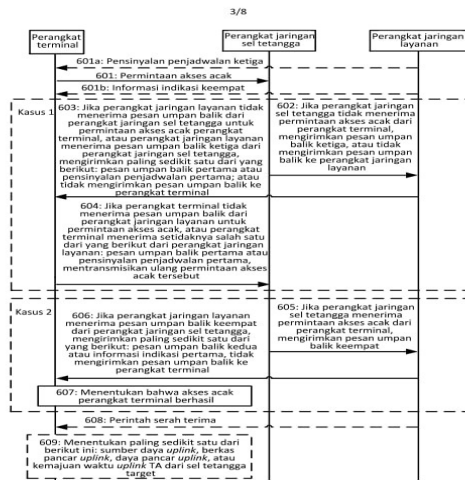 3/8
Perangkat
terminal
Perangkat jaringan
sel tetangga
Perangkat jaringan
layanan
601a: Pensinyalan penjadwalan ketiga
601: Permintaan akses acak
601b: Informasi indikasi keempat
Kasus 1
603: Jika perangkat jaringan layanan tidak
menerima pesan umpan balik dari
perangkat jaringan sel tetangga untuk
permintaan akses acak perangkat
terminal, atau perangkat jaringan layanan
menerima pesan umpan balik ketiga dari
perangkat jaringan sel tetangga,
mengirimkan paling sedikit satu dari yang
berikut: pesan umpan balik pertama atau
pensinyalan penjadwalan pertama; atau
tidak mengirimkan pesan umpan balik ke
perangkat terminal
602: Jika perangkat jaringan
sel tetangga tidak menerima
permintaan akses acak dari
perangkat terminal,
mengirimkan pesan umpan
balik ketiga, atau tidak
mengirimkan pesan umpan
balik ke perangkat jaringan
layanan
604: Jika perangkat terminal tidak
menerima pesan umpan balik dari
perangkat jaringan layanan untuk
permintaan akses acak, atau perangkat
terminal menerima setidaknya salah satu
dari yang berikut dari perangkat jaringan
layanan: pesan umpan balik pertama atau
pensinyalan penjadwalan pertama,
mentransmisikan ulang permintaan akses
acak tersebut
Kasus 2
606: Jika perangkat jaringan layanan
menerima pesan umpan balik keempat
dari perangkat jaringan sel tetangga,
mengirimkan paling sedikit satu dari
yang berikut: pesan umpan balik kedua
atau informasi indikasi pertama, tidak
mengirimkan pesan umpan balik ke
perangkat terminal
605: Jika perangkat jaringan
sel tetangga menerima
permintaan akses acak dari
perangkat terminal,
mengirimkan pesan umpan
balik keempat
607: Menentukan bahwa akses acak
perangkat terminal berhasil
608: Perintah serah terima
609: Menentukan paling sedikit satu dari
berikut ini: sumber daya uplink, berkas
pancar uplink, daya pancar uplink, atau
kemajuan waktu uplink TA dari sel tetangga
target